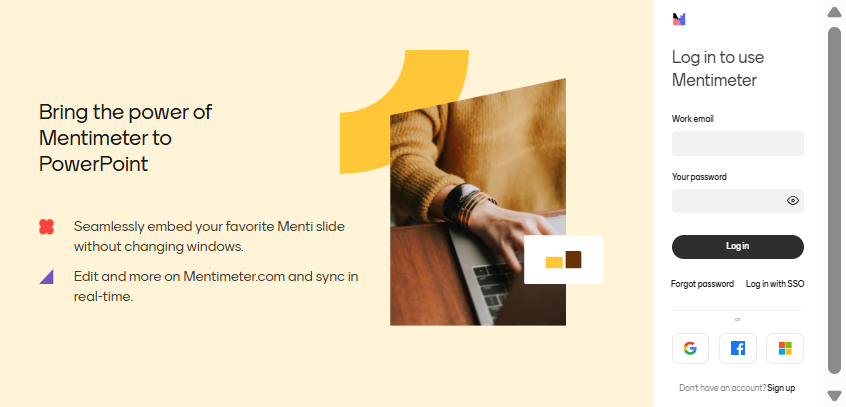 Bring the power of
Mentimeter to
PowerPoint
Seamlessly embed your favorite Menti slide
without changing windows.
Edit and more on Mentimeter.com and sync in
real-time.
Log in to use
Mentimeter
Work email
Your password
Log in
Forgot password Log in with SSO
or
Don't have an account? Sign up